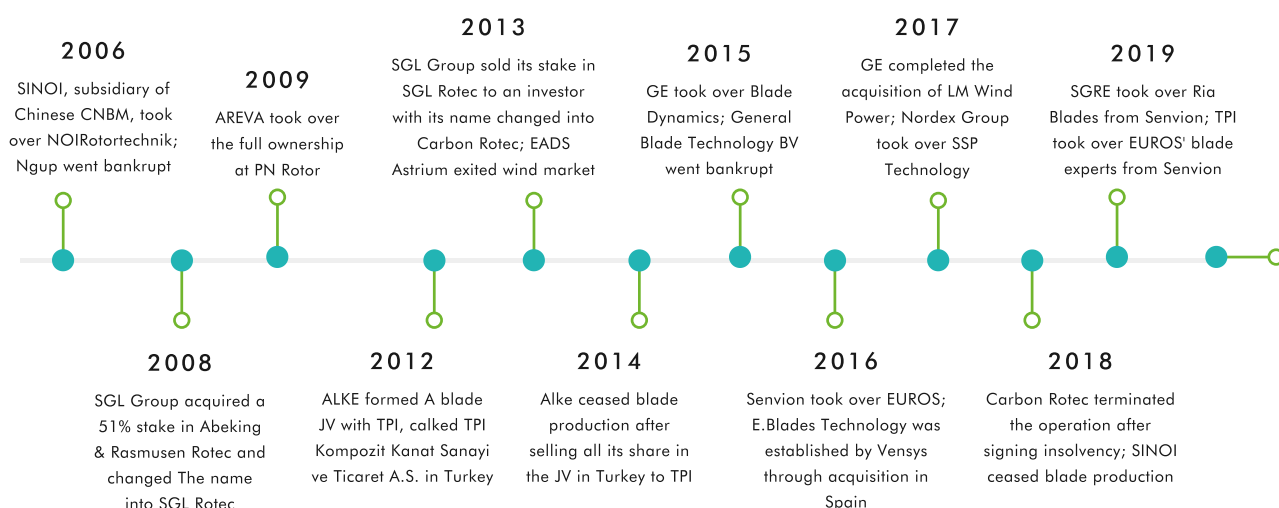 2006
SINOI, subsidiary of
Chinese CNBM, took
over NOIRotortechnik;
Ngup went bankrupt
2008
SGL Group acquired a
51% stake in Abeking
& Rasmusen Rotec and
changed The name
into SGL Rotec
2009
AREVA took over
the full ownership
at PN Rotor
2012
ALKE formed A blade
JV with TPI, calked TPI
Kompozit Kanat Sanayi
ve Ticaret A.S. in Turkey
2013
SGL Group sold its stake in
SGL Rotec to an investor
with its name changed into
Carbon Rotec; EADS
Astrium exited wind market
2014
Alke ceased blade
production after
selling all its share in
the JV in Turkey to TPI
2015
GE took over Blade
Dynamics; General
Blade Technology BV
went bankrupt
2016
Senvion took over EUROS;
E.Blades Technology was
established by Vensys
through acquisition in
Spain
2017
GE completed the
acquisition of LM Wind
Power; Nordex Group
took over SSP
Technology
2018
Carbon Rotec terminated
the operation after
signing insolvency; SINOI
ceased blade production
2019
SGRE took over Ria
Blades from Senvion; TPI
took over EUROS' blade
experts from Senvion